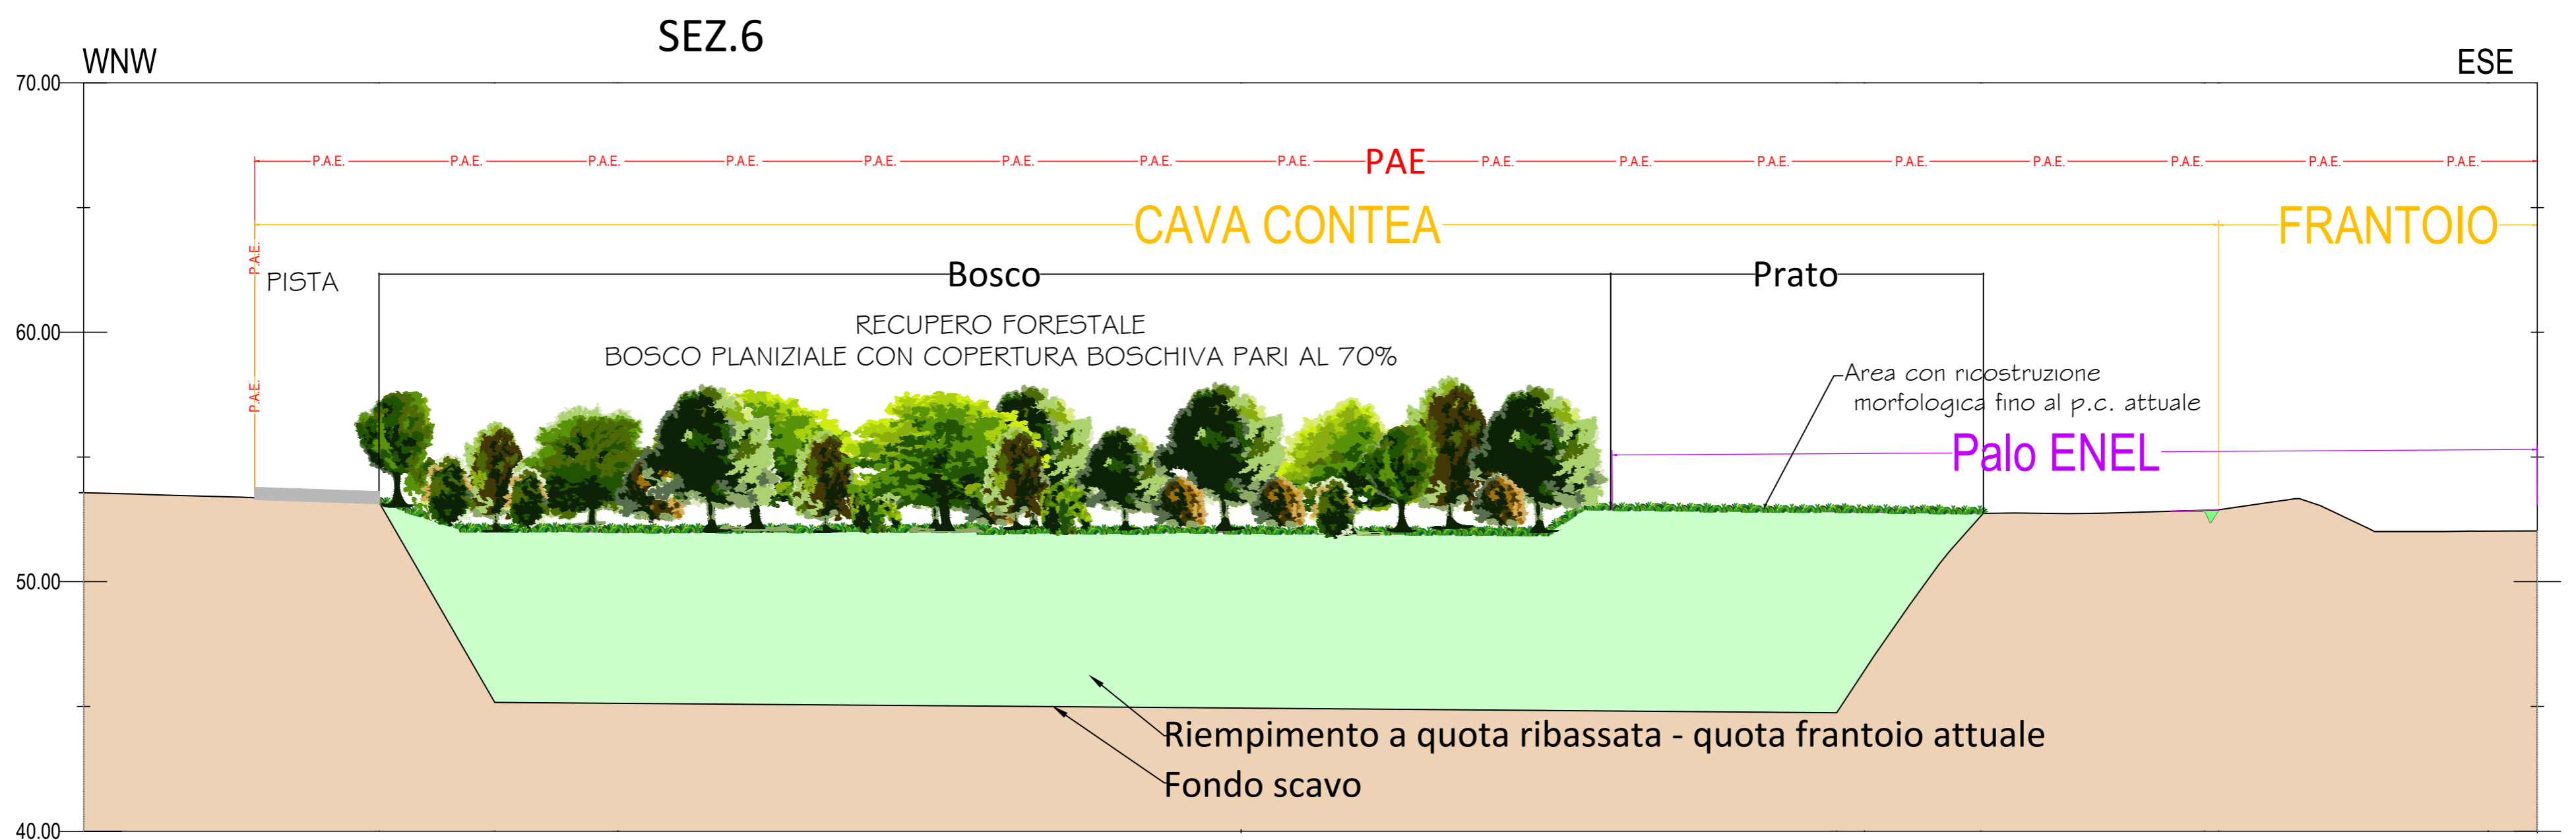 SEZ.6
WNW
ESE
70.00
P.A.E. P.A.E. P.A.E. P.A.E. P.A.E. P.A.E. P.A.E. P.A.E. PAE P.A.E. P.A.E. P.A.E. P.A.E. P.A.E. P.A.E. P.A.E. P.A.E.
CAVA CONTEA
FRANTOIO
P.A.E.
PISTA
Bosco
Prato
60.00
RECUPERO FORESTALE
BOSCO PLANIZIALE CON COPERTURA BOSCHIVA PARI AL 70%
P.A.E.
Area con ricostruzione
morfologica fino al p.c. attuale
Palo ENEL
50.00
Riempimento a quota ribassata - quota frantoio attuale
Fondo scavo
40.00